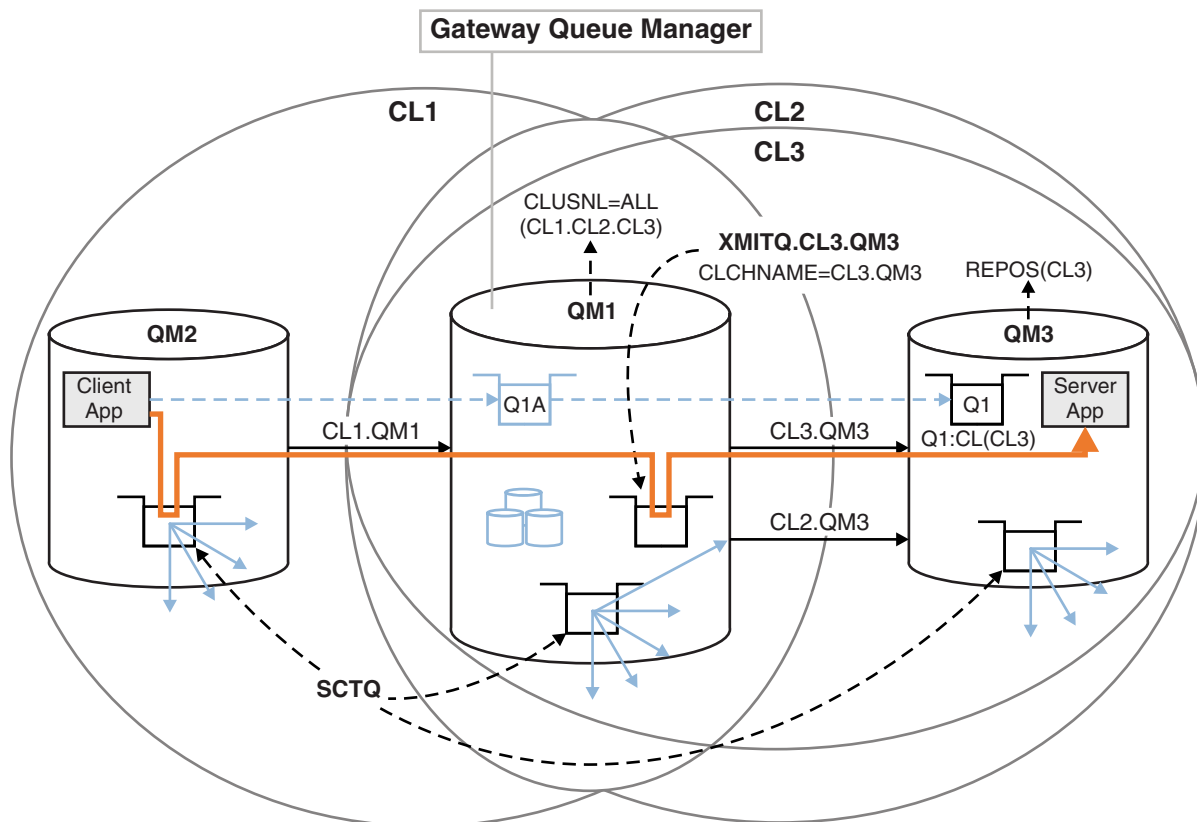 Gateway Queue Manager
CL1
CL2
CL3
CLUSNL=ALL
(CL1.CL2.CL3)
XMITQ.CL3.QM3
CLCHNAME=CL3.QM3
REPOS(CL3)
QM2
QM1
QM3
Client
App
Q1A
Q1
Server
App
CL1.QM1
CL3.QM3
Q1:CL(CL3)
CL2.QM3
SCTQ